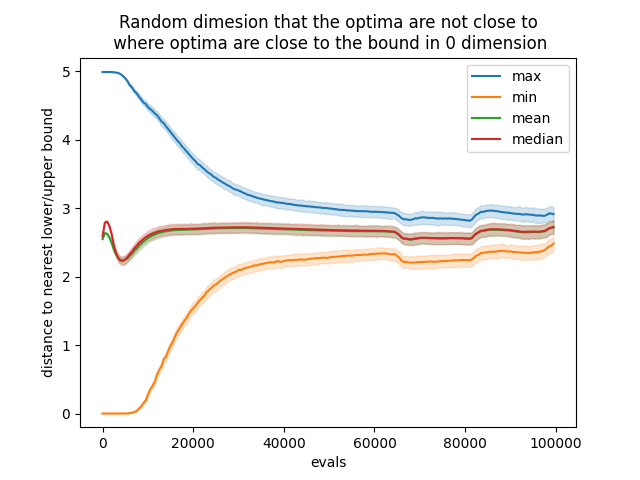 Random dimesion that the optima are not close to
where optima are close to the bound in 0 dimension
max
min
mean
median
distance to nearest lower/upper bound
5
4
3
2
1
0
0 20000 40000 60000 80000 100000
evals